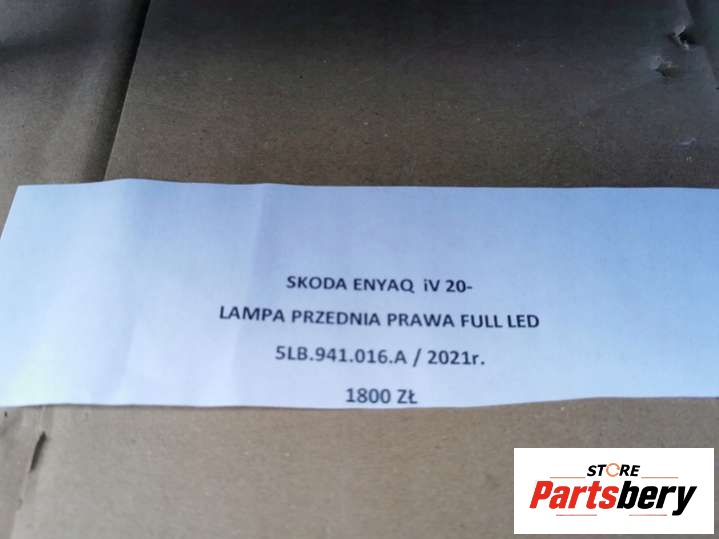 SKODA ENYAQ iV 20-
LAMPA PRZEDNIA PRAWA FULL LED
5LB.941.016.A / 2021r.
1800 ZŁ
STORE
Partsbery